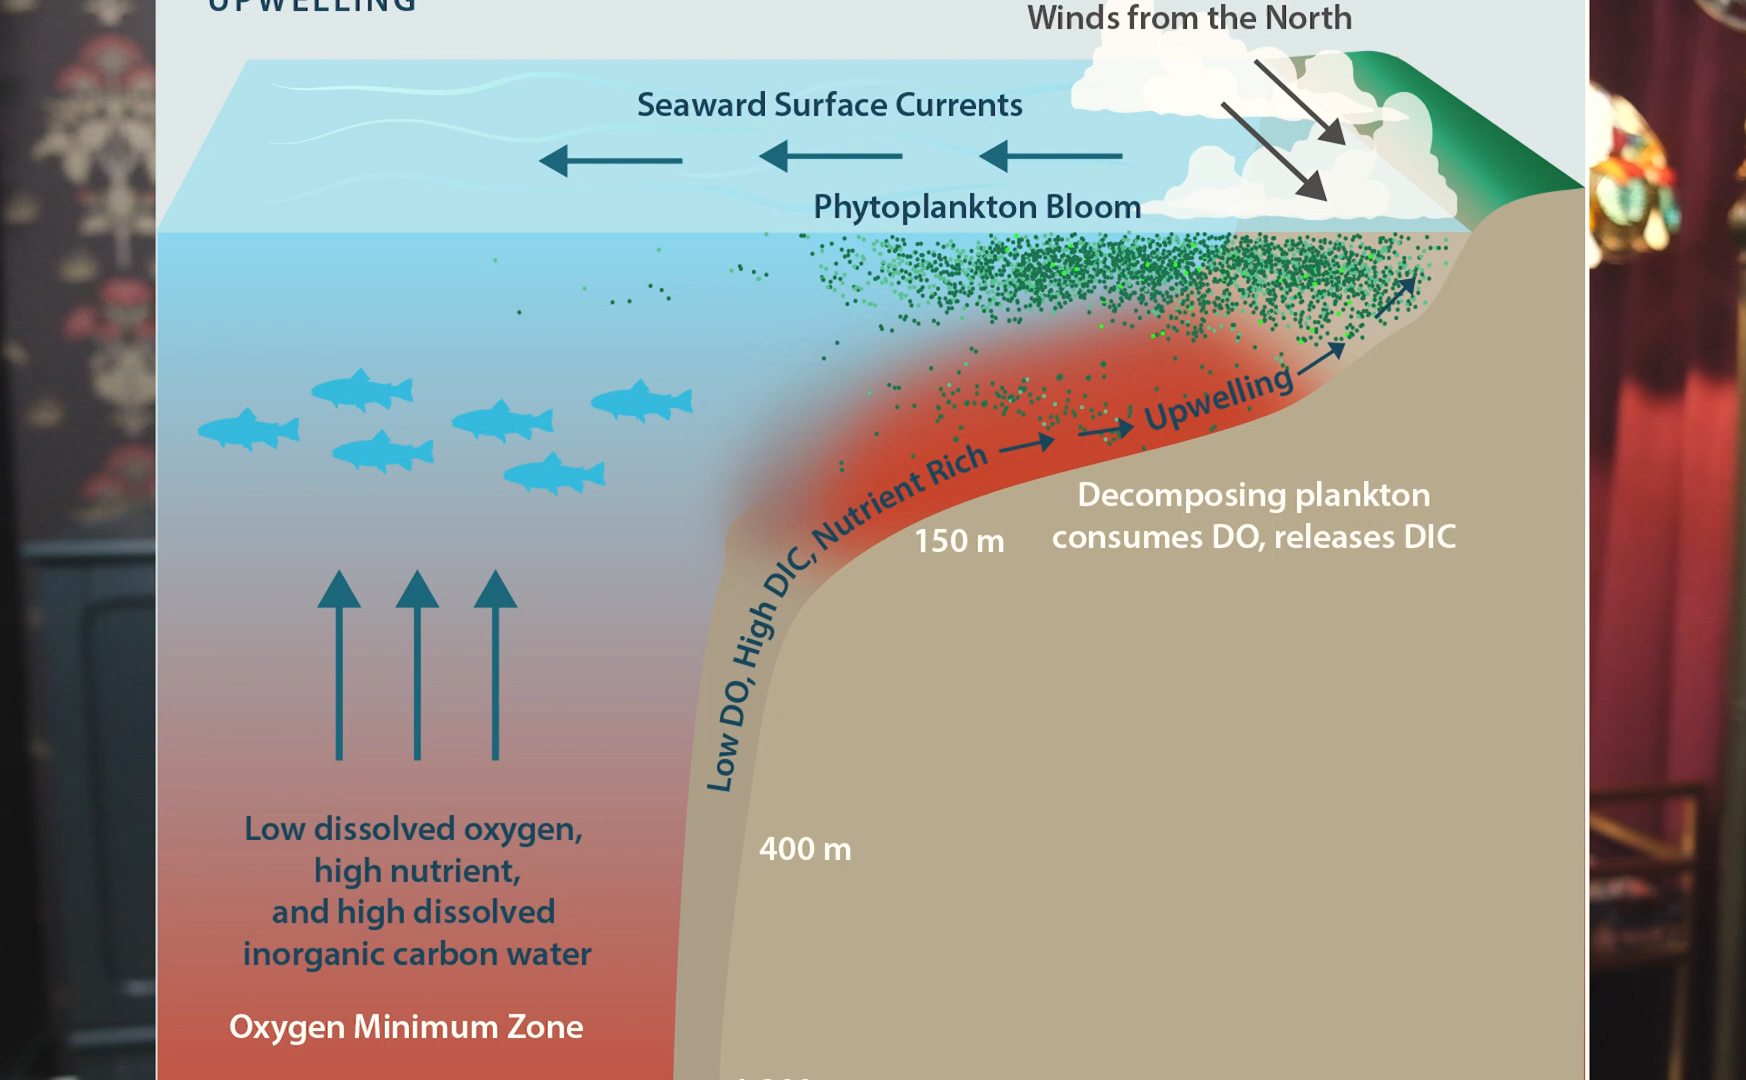 UPWELLING
Winds from the North
Seaward Surface Currents
Phytoplankton Bloom
Upwelling
Low DO, High DIC, Nutrient Rich
Decomposing plankton
consumes DO, releases DIC
150 m
400 m
Low dissolved oxygen,
high nutrient,
and high dissolved
inorganic carbon water
Oxygen Minimum Zone